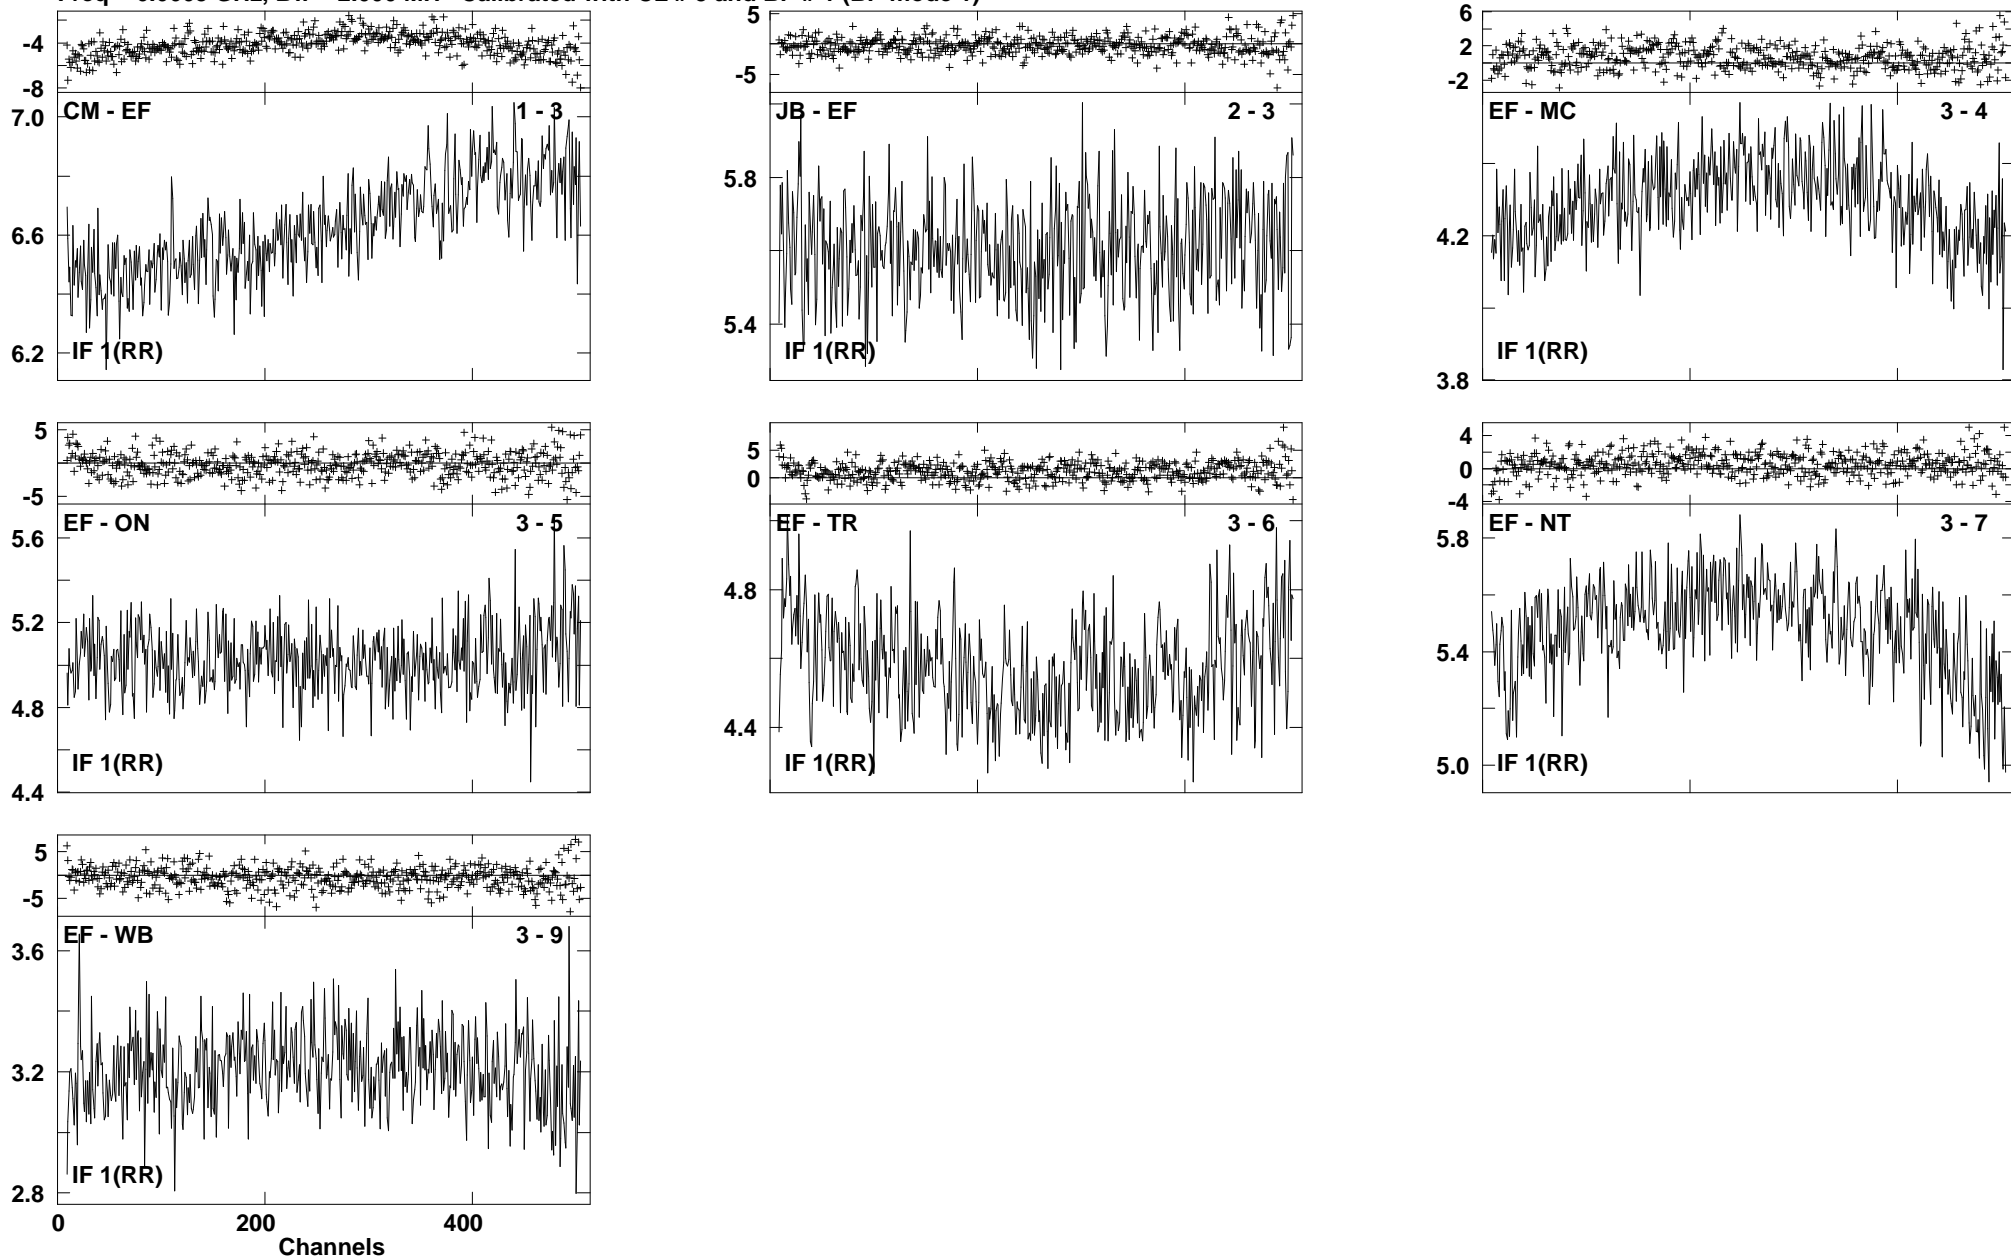 -4
-8
CM - EF 1 - 3
7.0
6.6
6.2
IF 1(RR)
5
-5
JB - EF 2 - 3
5.8
5.4
IF 1(RR)
6
2
-2
EF - MC 3 - 4
4.2
3.8
IF 1(RR)
5
-5
EF - ON 3 - 5
5.6
5.2
4.8
4.4
IF 1(RR)
5
0
EF - TR 3 - 6
4.8
4.4
IF 1(RR)
4
0
-4
EF - NT 3 - 7
5.8
5.4
5.0
IF 1(RR)
5
-5
EF - WB 3 - 9
3.6
3.2
2.8
IF 1(RR)
0 200 400
Channels